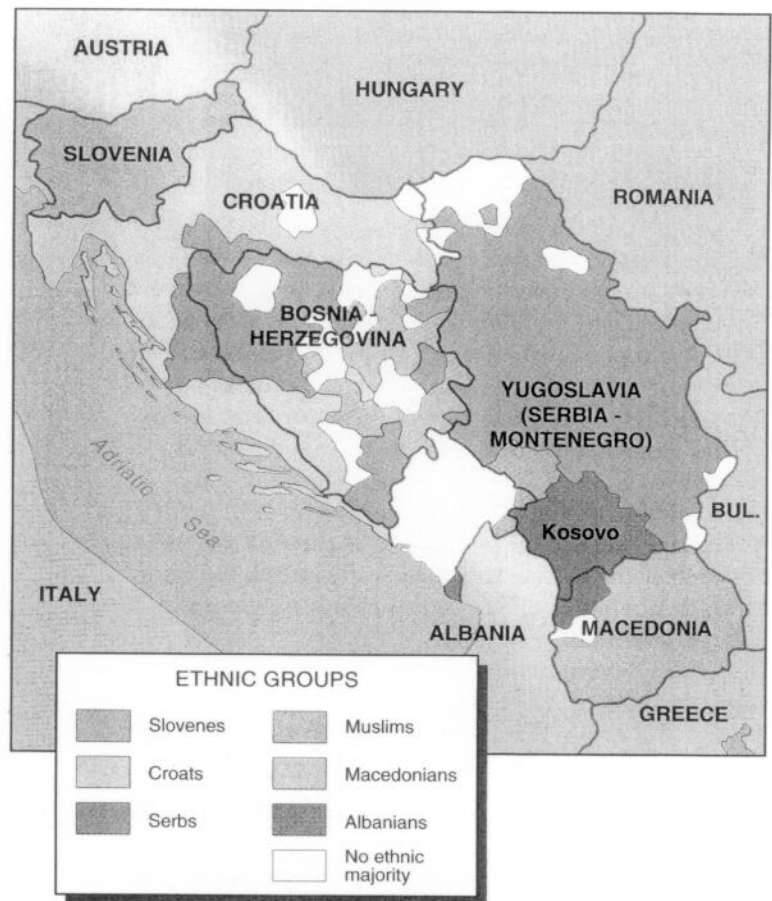 AUSTRIA
HUNGARY
SLOVENIA
CROATIA
ROMANIA
BOSNIA -
HERZEGOVINA
YUGOSLAVIA
(SERBIA -
MONTENEGRO)
Adriatic
Sea
BUL.
Kosovo
ITALY
ALBANIA
MACEDONIA
GREECE
ETHNIC GROUPS
Slovenes
Muslims
Croats
Macedonians
Serbs
Albanians
No ethnic
majority